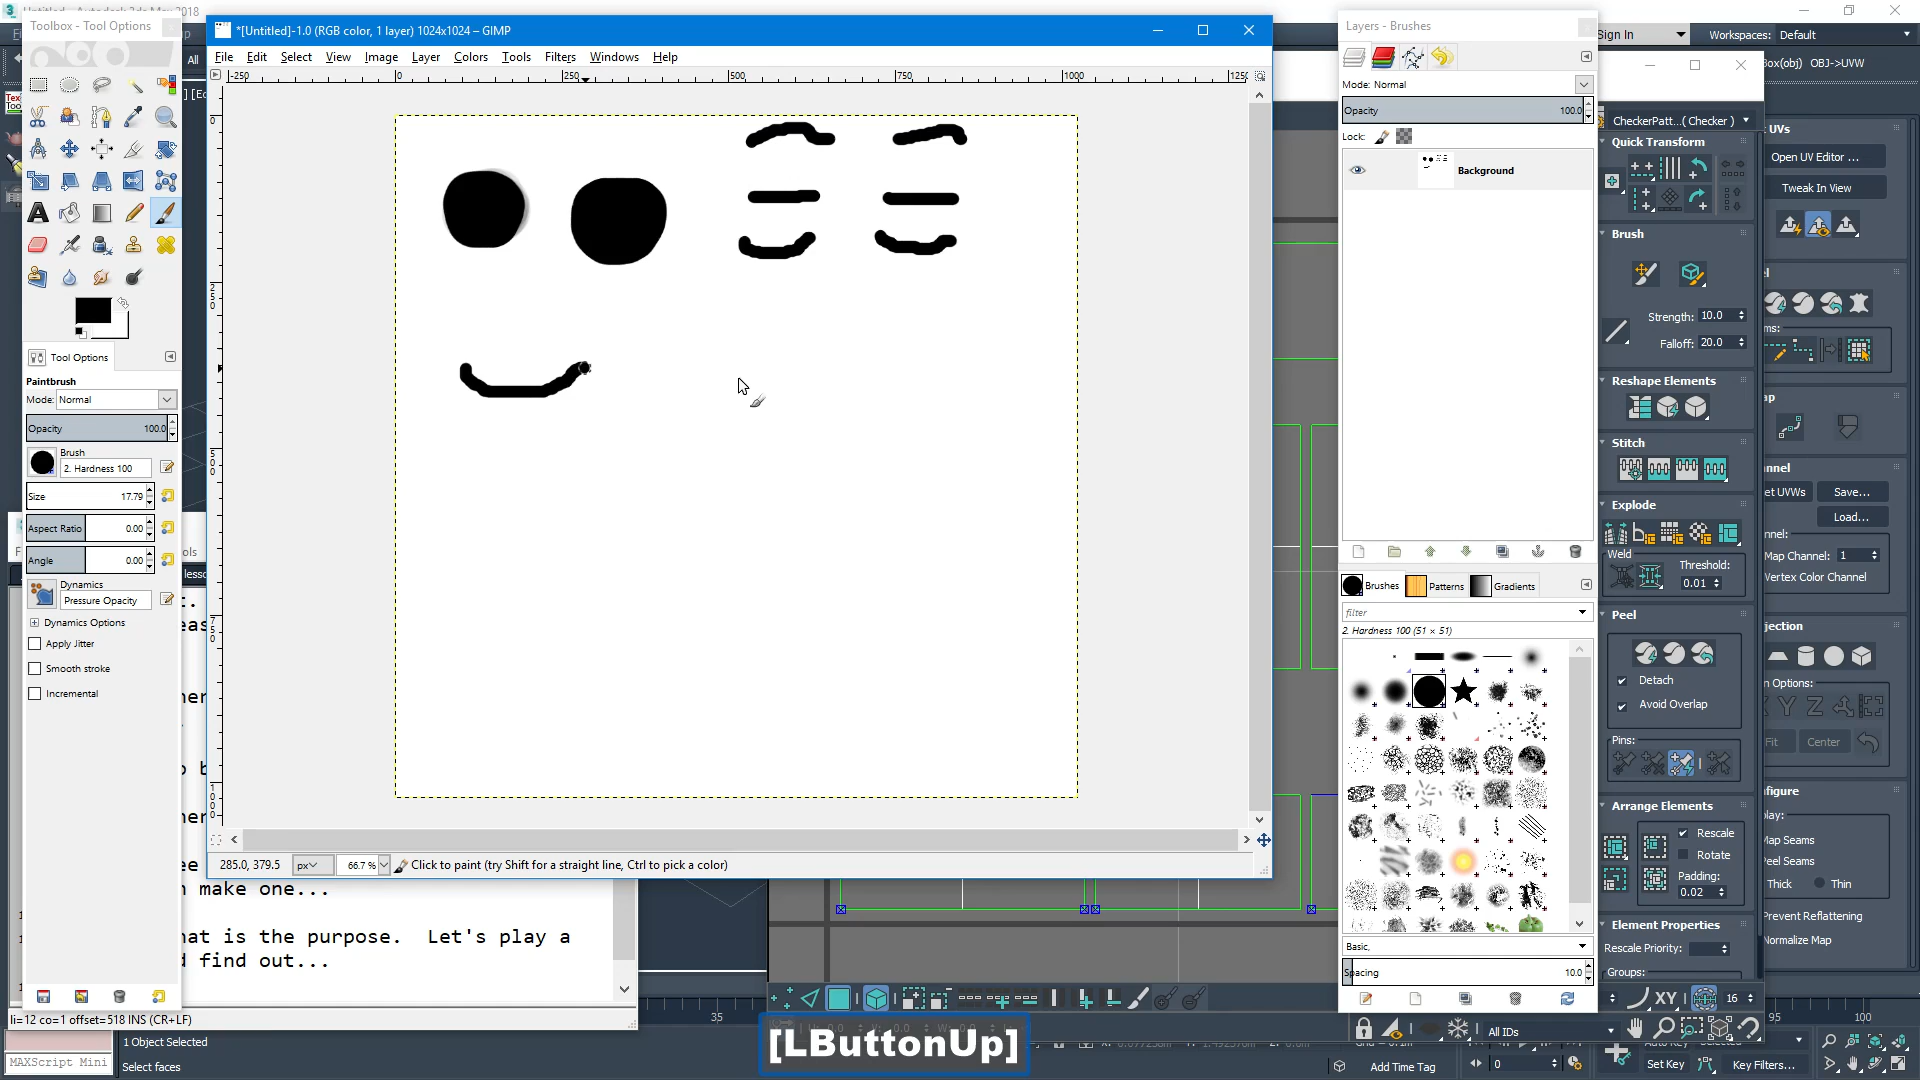 Toolbox - Tool Options
*[Untitled]-1.0 (RGB color, 1 layer) 1024x1024 – GIMP
File Edit Select View Image Layer Colors Tools Filters Windows Help
Tool Options
Paintbrush
Mode: Normal
Opacity 100.0
Brush
2. Hardness 100
Size 17.79
Aspect Ratio 0.00
Angle 0.00
Dynamics
Pressure Opacity
Dynamics Options
Apply Jitter
Smooth stroke
Incremental
285.0, 379.5 px 66.7 % Click to paint (try Shift for a straight line, Ctrl to pick a color)
n make one...
hat is the purpose. Let's play a
d find out...
li=12 co=1 offset=518 INS (CR+LF)
MAXScript Mini
1 Object Selected
Select faces
[LButtonUp]
Layers - Brushes
Mode: Normal
Opacity 100.0
Lock:
Background
Brushes Patterns Gradients
filter
2. Hardness 100 (51 × 51)
Basic,
Spacing 10.0
Sign In
Workspaces: Default
Box(obj) OBJ->UVW
CheckerPatt...( Checker )
Quick Transform
Brush
Strength: 10.0
Falloff: 20.0
Reshape Elements
Stitch
Explode
Weld
Threshold:
0.01
Peel
Detach
Avoid Overlap
Pins:
Arrange Elements
Rescale
Rotate
Padding:
0.02
Element Properties
Rescale Priority:
Groups:
UVs
Open UV Editor ...
Tweak In View
Save...
Load...
Map Channel: 1
Vertex Color Channel
Fit Center
Map Seams
Peel Seams
Thick Thin
Prevent Reflattening
Normalize Map
XY 16
All IDs
Add Time Tag
Set Key Key Filters...